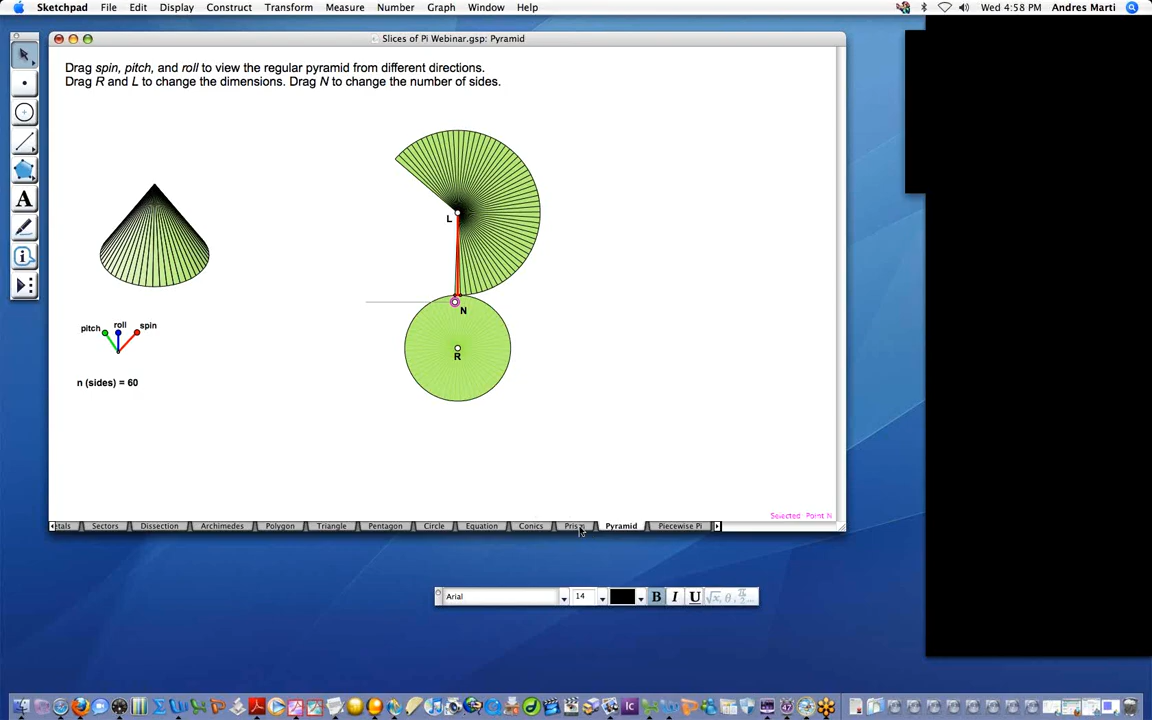 Sketchpad File Edit Display Construct Transform Measure Number Graph Window Help Wed 4:58 PM Andres Marti
Slices of Pi Webinar.gsp: Pyramid
Drag spin, pitch, and roll to view the regular pyramid from different directions.
Drag R and L to change the dimensions. Drag N to change the number of sides.
L
N
R
pitch roll spin
n (sides) = 60
A
Selected Point N
etals Sectors Dissection Archimedes Polygon Triangle Pentagon Circle Equation Conics Prism Pyramid Piecewise Pi
Arial 14 B I U